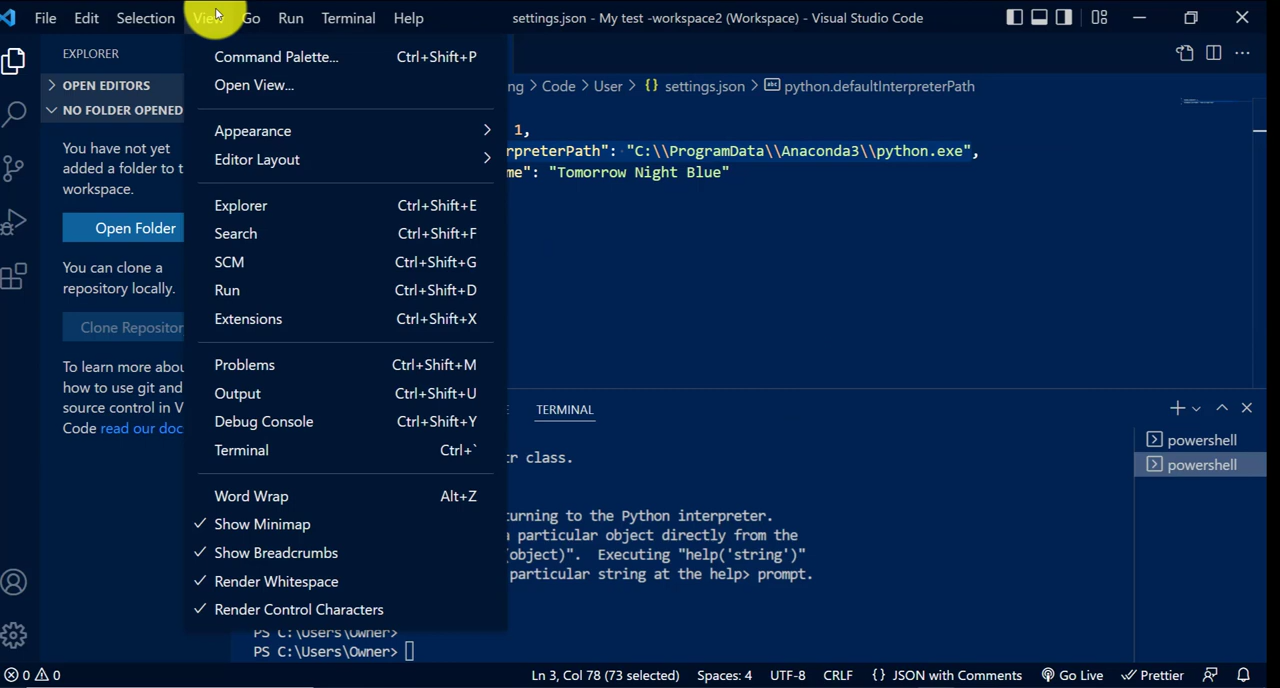 File Edit Selection View Go Run Terminal Help settings.json - My test -workspace2 (Workspace) - Visual Studio Code
EXPLORER
OPEN EDITORS
NO FOLDER OPENED
You have not yet
added a folder to t
workspace.
Open Folder
You can clone a
repository locally.
Clone Repositor
To learn more abou
how to use git and
source control in V
Code read our doc
Command Palette... Ctrl+Shift+P
Open View...
Appearance
Editor Layout
Explorer Ctrl+Shift+E
Search Ctrl+Shift+F
SCM Ctrl+Shift+G
Run Ctrl+Shift+D
Extensions Ctrl+Shift+X
Problems Ctrl+Shift+M
Output Ctrl+Shift+U
Debug Console Ctrl+Shift+Y
Terminal Ctrl+`
Word Wrap Alt+Z
✓ Show Minimap
✓ Show Breadcrumbs
✓ Render Whitespace
✓ Render Control Characters
ng > Code > User > {} settings.json > abc python.defaultInterpreterPath
1,
rpreterPath": "C:\\ProgramData\\Anaconda3\\python.exe",
me": "Tomorrow Night Blue"
TERMINAL
powershell
powershell
tr class.
turning to the Python interpreter.
a particular object directly from the
(object)". Executing "help('string')"
particular string at the help> prompt.
PS C:\Users\Owner>
PS C:\Users\Owner>
0 0 Ln 3, Col 78 (73 selected) Spaces: 4 UTF-8 CRLF {} JSON with Comments Go Live Prettier